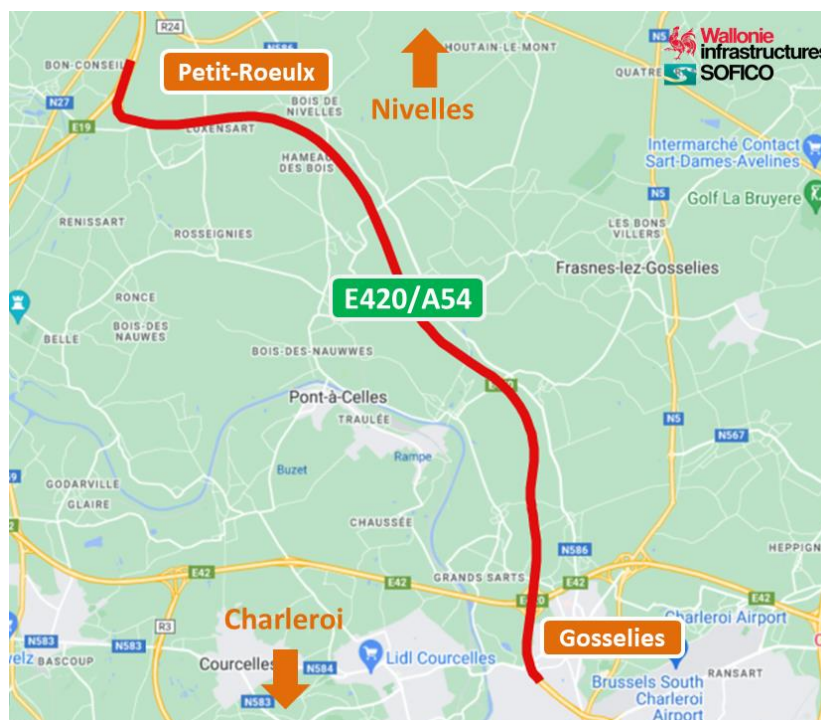 R24
N586
HOUTAIN-LE-MONT
N5
Wallonie
infrastructures
SOFICO
BON-CONSEIL
Petit-Roeulx
QUATRE
N27
Nivelles
BOIS DE
NIVELLES
E19
LUXENSART
Intermarché Contact
Sart-Dames-Avelines
HAMEAU
DES BOIS
N5
Golf La Bruyere
RENISSART
ROSSEIGNIES
LES BONS
VILLERS
Frasnes-lez-Gosselies
RONCE
E420/A54
BOIS-DES
NAUWES
BELLE
BOIS-DES-NAUWWES
Pont-à-Celles
TRAULÉE
N5
N567
Rampe
Buzet
GODARVILLE
GLAIRE
CHAUSSÉE
N586
HEPPIGN
E42
E42
GRANDS SARTS
E42
E42
E420
Charleroi
R3
Charleroi Airport
Gosselies
N583
N583
BASCOUP
Courcelles
N584
Lidl Courcelles
RANSART
Brussels South
Charleroi
Airport
N583